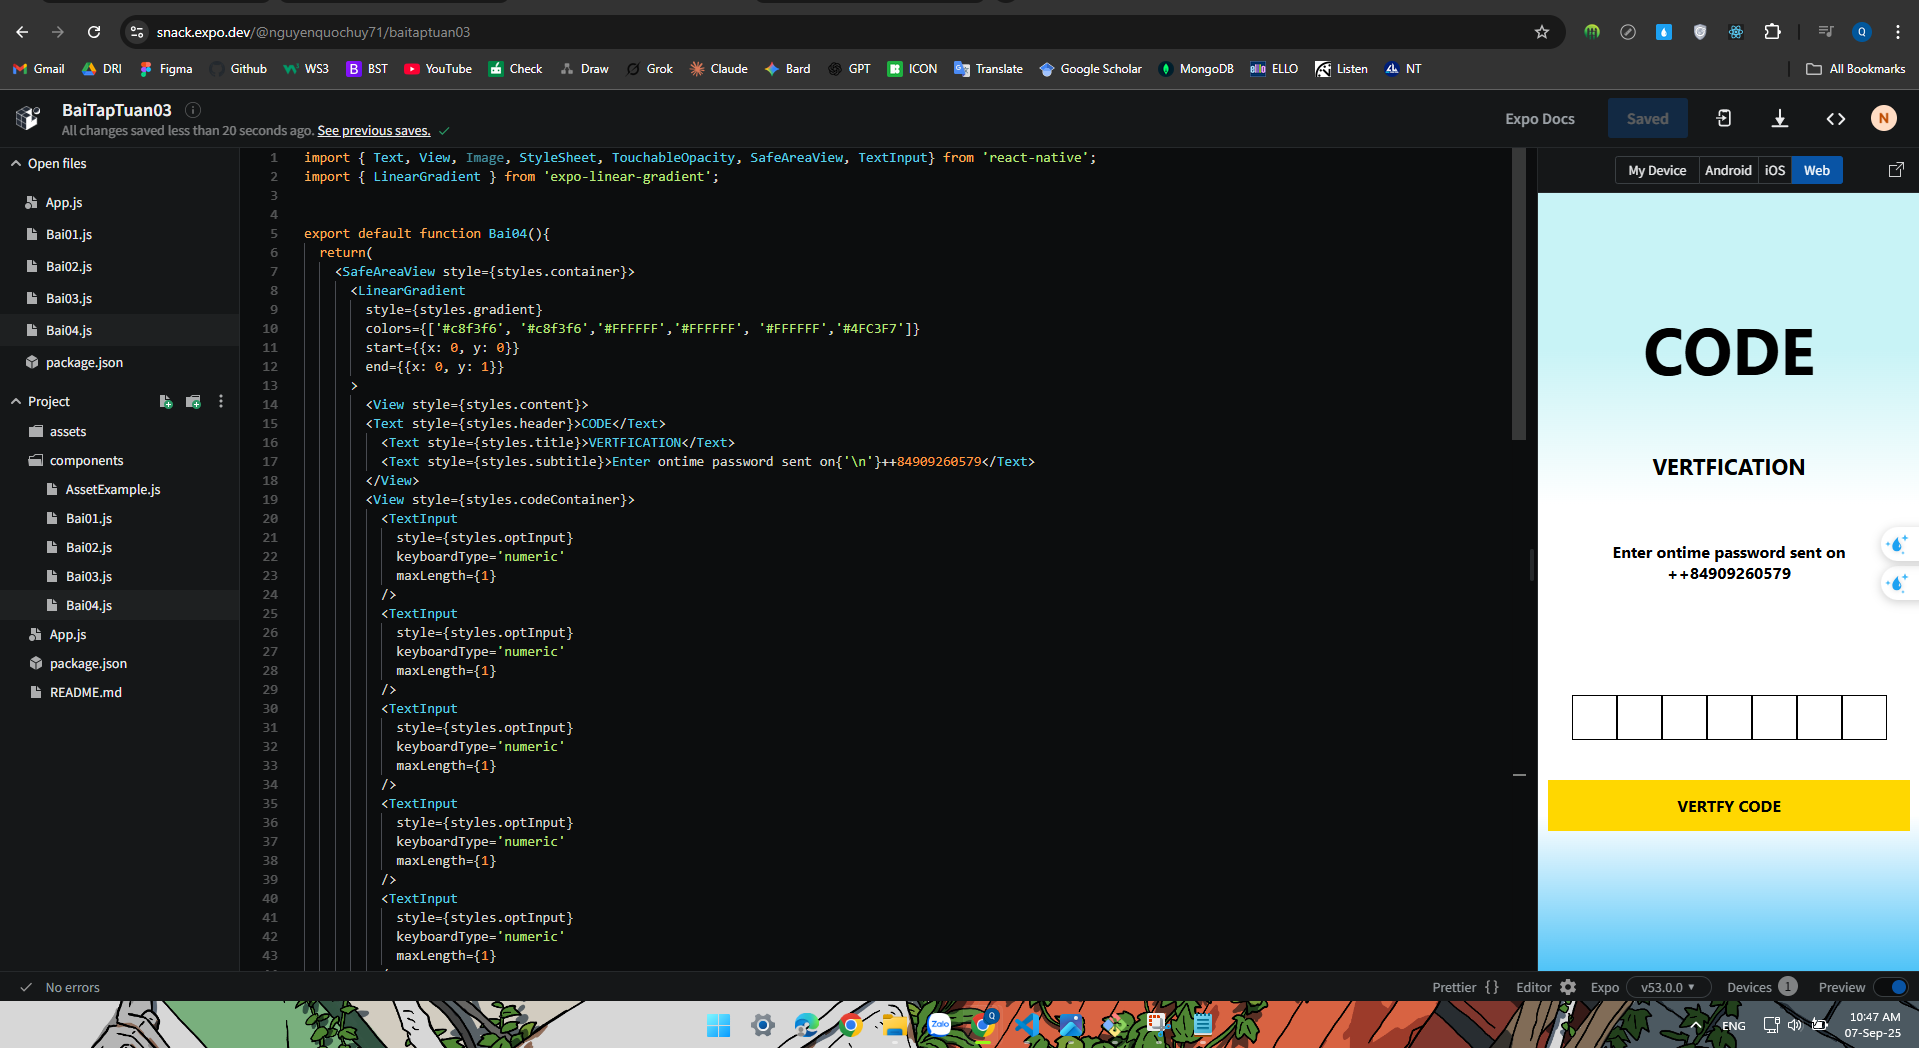 snack.expo.dev/@nguyenquochuy71/baitaptuan03
Q
Gmail
DRI
Figma
Github
WS3
B
BST
YouTube
Check
Draw
Grok
Claude
Bard
GPT
ICON
Translate
Google Scholar
MongoDB
ello
ELLO
Listen
NT
All Bookmarks
BaiTapTuan03
All changes saved less than 20 seconds ago. See previous saves.
Expo Docs
Saved
N
Open files
App.js
Bai01.js
Bai02.js
Bai03.js
Bai04.js
package.json
Project
assets
components
AssetExample.js
Bai01.js
Bai02.js
Bai03.js
Bai04.js
App.js
package.json
README.md
1 import { Text, View, Image, StyleSheet, TouchableOpacity, SafeAreaView, TextInput} from 'react-native';
2 import { LinearGradient } from 'expo-linear-gradient';
3
4
5 export default function Bai04(){
6 return(
7 <SafeAreaView style={styles.container}>
8 <LinearGradient
9 style={styles.gradient}
10 colors={['#c8f3f6', '#c8f3f6','#FFFFFF','#FFFFFF', '#FFFFFF','#4FC3F7']}
11 start={{x: 0, y: 0}}
12 end={{x: 0, y: 1}}
13 >
14 <View style={styles.content}>
15 <Text style={styles.header}>CODE</Text>
16 <Text style={styles.title}>VERTFICATION</Text>
17 <Text style={styles.subtitle}>Enter ontime password sent on{'\n'}++84909260579</Text>
18 </View>
19 <View style={styles.codeContainer}>
20 <TextInput
21 style={styles.optInput}
22 keyboardType='numeric'
23 maxLength={1}
24 />
25 <TextInput
26 style={styles.optInput}
27 keyboardType='numeric'
28 maxLength={1}
29 />
30 <TextInput
31 style={styles.optInput}
32 keyboardType='numeric'
33 maxLength={1}
34 />
35 <TextInput
36 style={styles.optInput}
37 keyboardType='numeric'
38 maxLength={1}
39 />
40 <TextInput
41 style={styles.optInput}
42 keyboardType='numeric'
43 maxLength={1}
My Device
Android
iOS
Web
CODE
VERTFICATION
Enter ontime password sent on
++84909260579
VERTFY CODE
No errors
Prettier {}
Editor
Expo
v53.0.0
Devices
1
Preview
Zalo
Q
ENG
10:47 AM
07-Sep-25